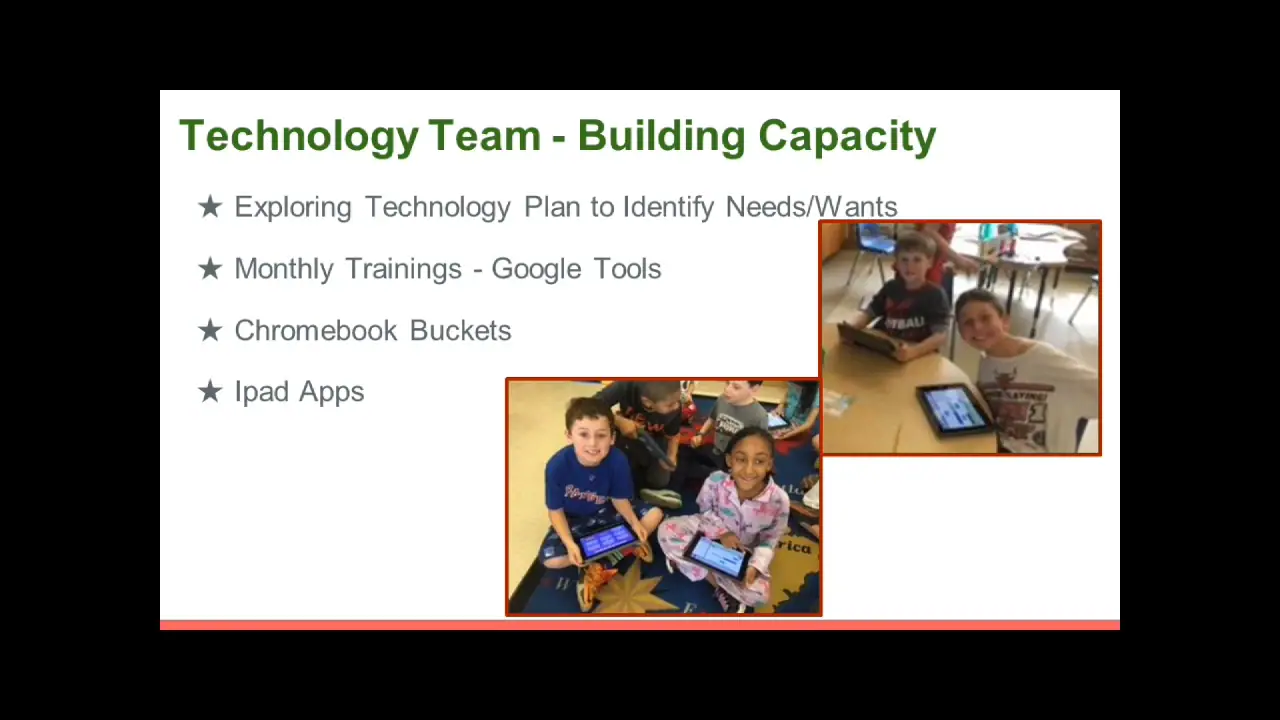 Technology Team - Building Capacity
★ Exploring Technology Plan to Identify Needs/Wants
★ Monthly Trainings - Google Tools
★ Chromebook Buckets
★ Ipad Apps